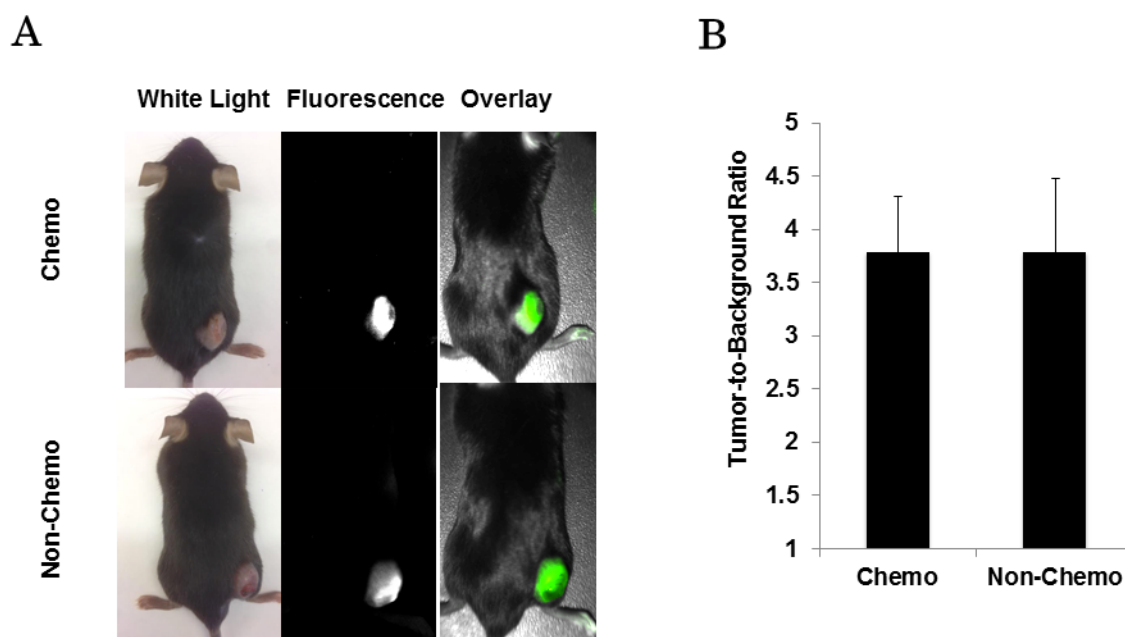 A
White Light Fluorescence Overlay
Chemo
Non-Chemo
B
Tumor-to-Background Ratio
5
4.5
4
3.5
3
2.5
2
1.5
1
Chemo Non-Chemo